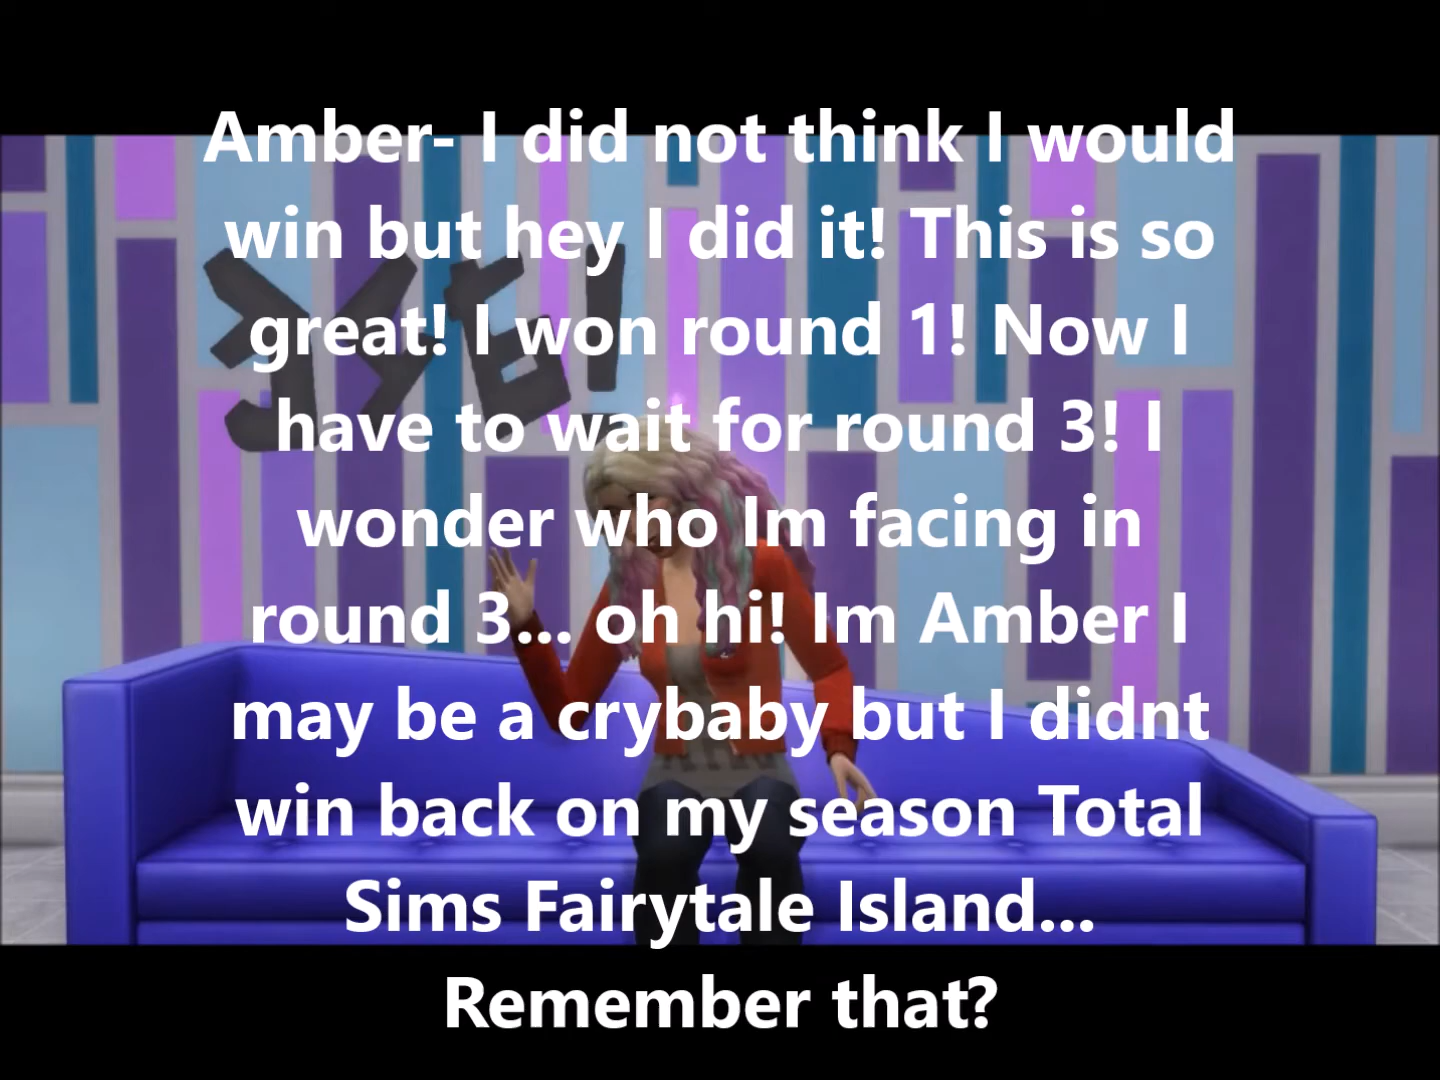 Amber- I did not think I would
win but hey I did it! This is so
great! I won round 1! Now I
have to wait for round 3! I
wonder who Im facing in
round 3... oh hi! Im Amber I
may be a crybaby but I didnt
win back on my season Total
Sims Fairytale Island...
Remember that?